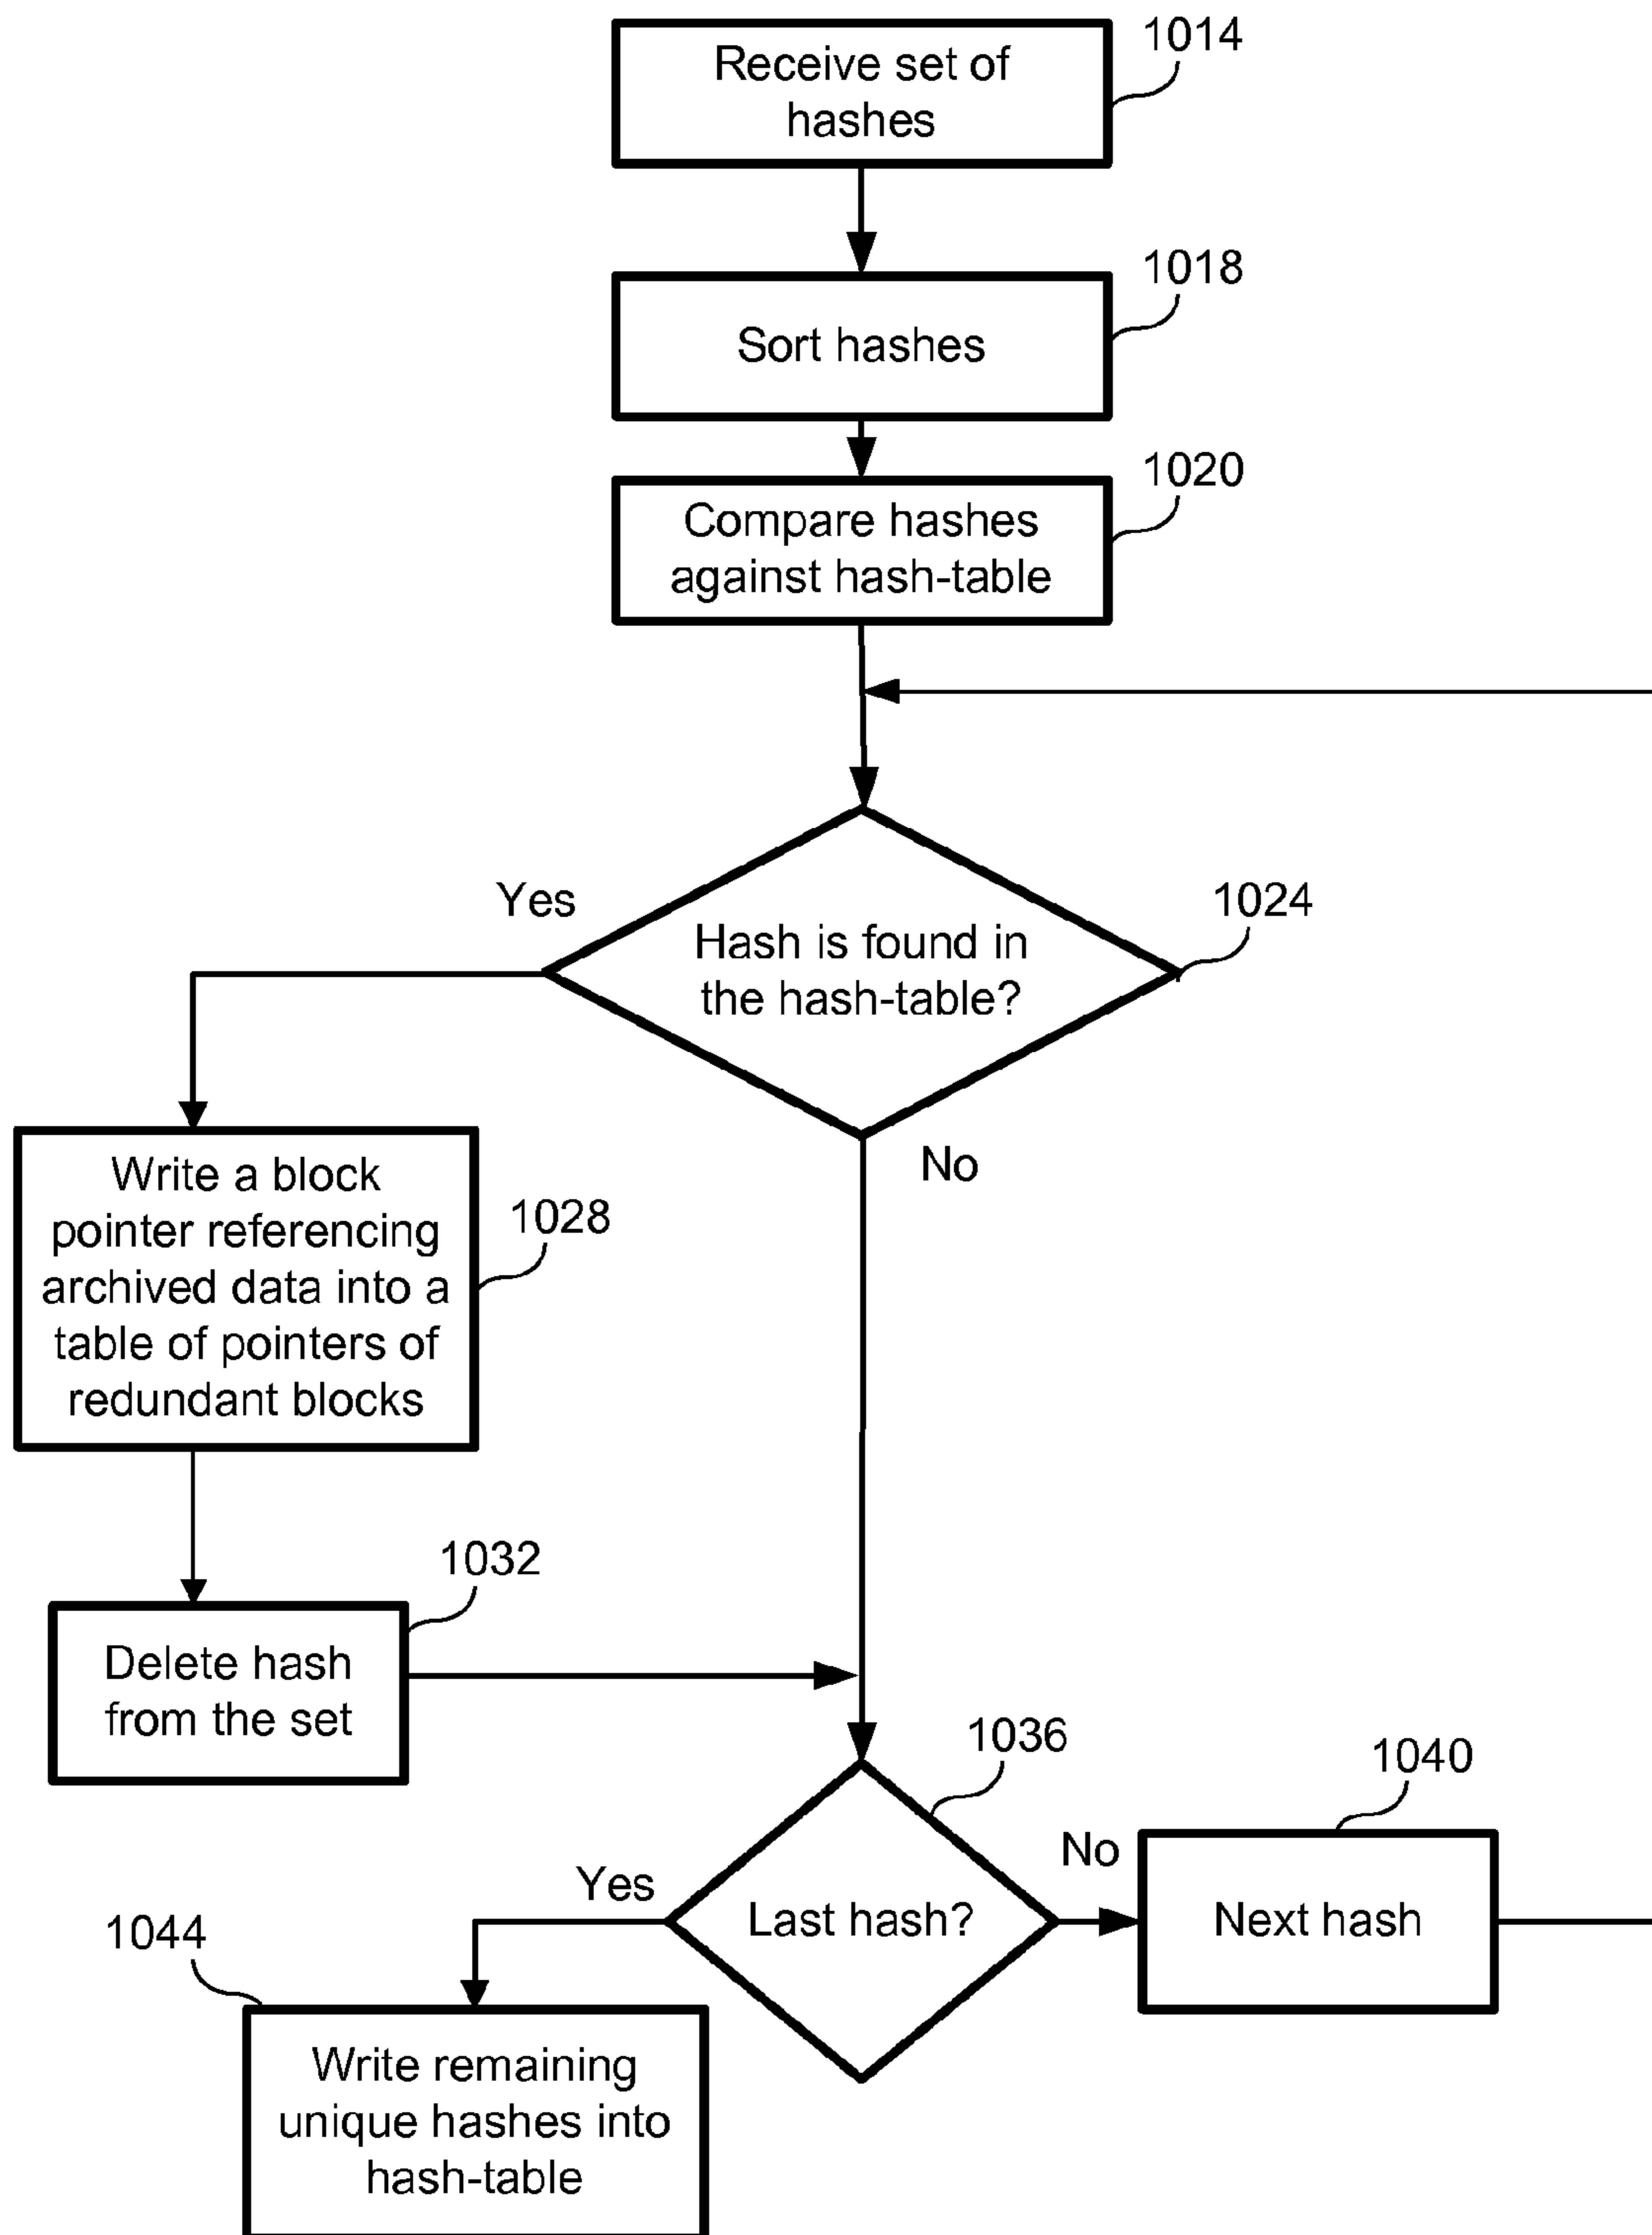 Receive set of
hashes
1014
Sort hashes
1018
Compare hashes
against hash-table
1020
Yes
Hash is found in
the hash-table?
1024
No
Write a block
pointer referencing
archived data into a
table of pointers of
redundant blocks
1028
Delete hash
from the set
1032
Last hash?
1036
Yes
No
Next hash
1040
1044
Write remaining
unique hashes into
hash-table